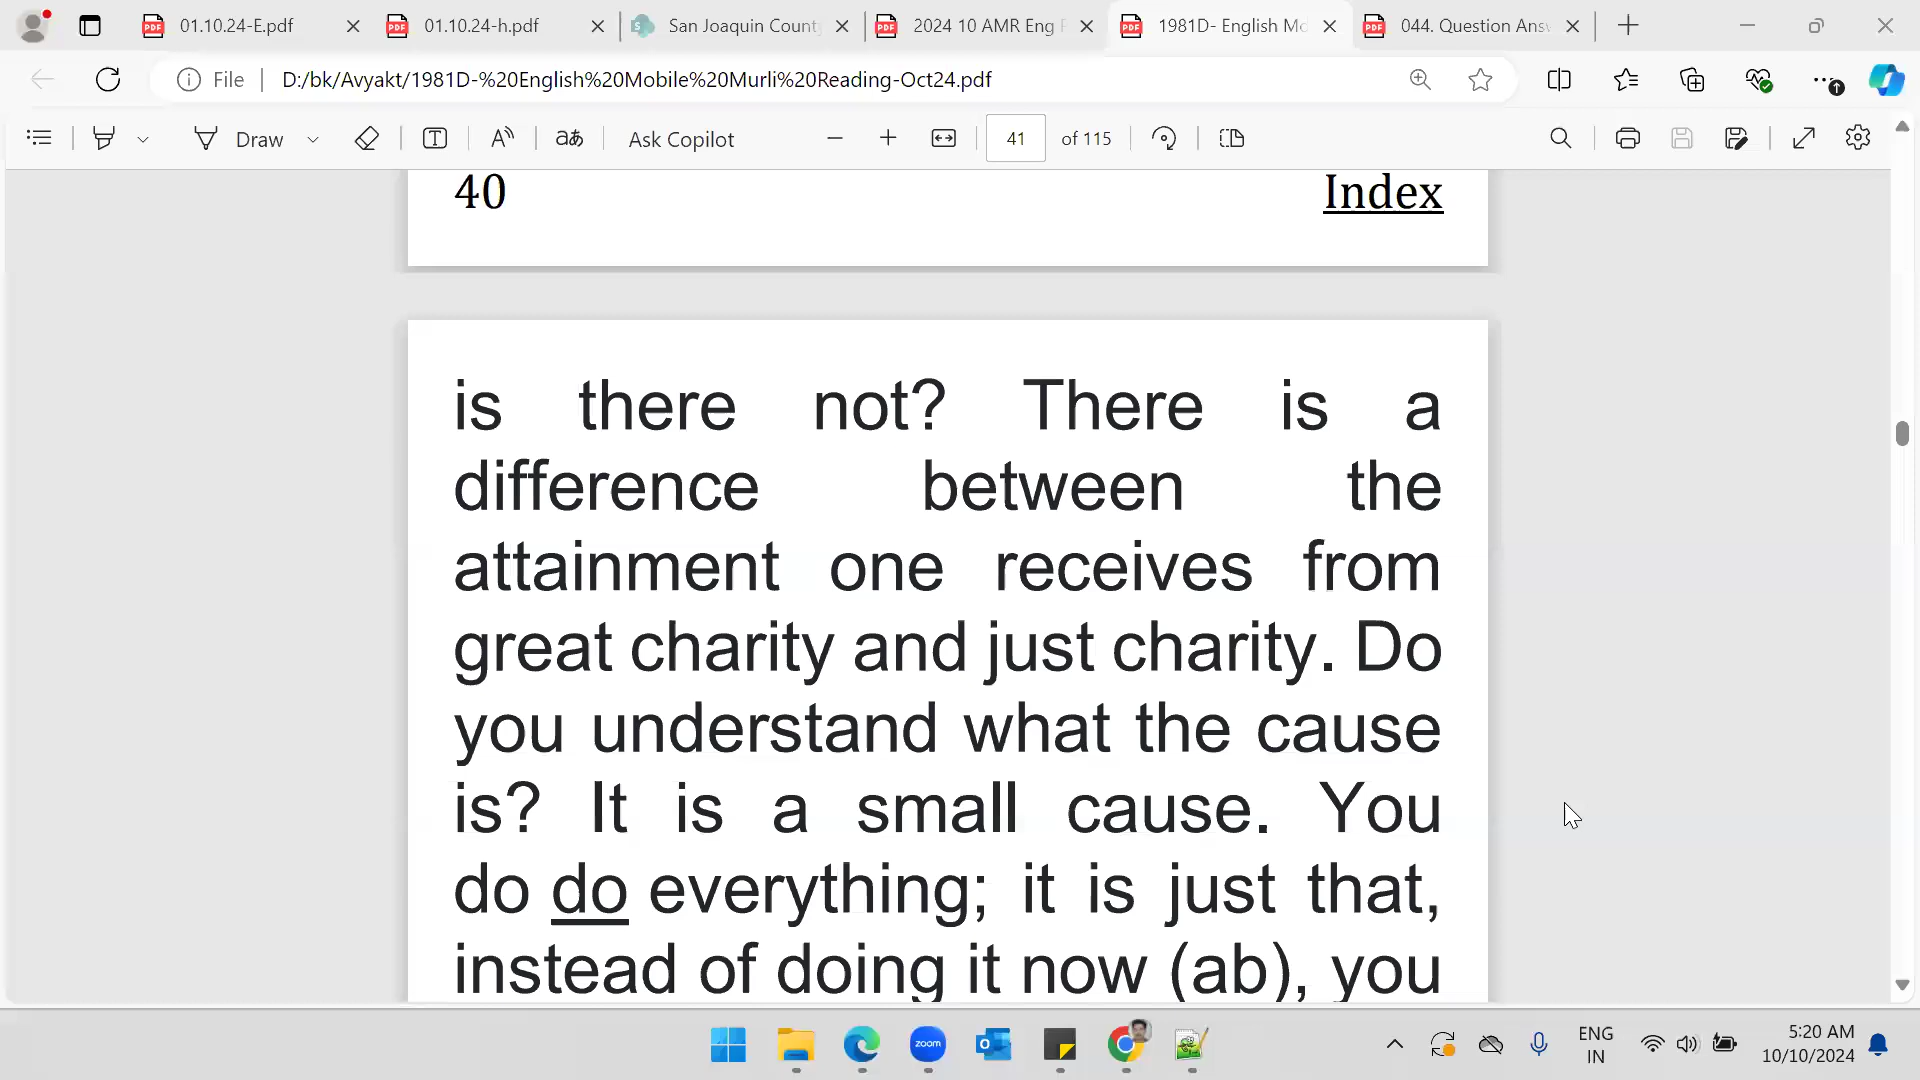 01.10.24-E.pdf
01.10.24-h.pdf
San Joaquin County
2024 10 AMR Eng
1981D- English Mo
044. Question Answ
File
D:/bk/Avyakt/1981D-%20English%20Mobile%20Murli%20Reading-Oct24.pdf
Draw
Ask Copilot
41
of 115
40
Index
is there not? There is a
difference between the
attainment one receives from
great charity and just charity. Do
you understand what the cause
is? It is a small cause. You
do do everything; it is just that,
instead of doing it now (ab), you
zoom
ENG
IN
5:20 AM
10/10/2024